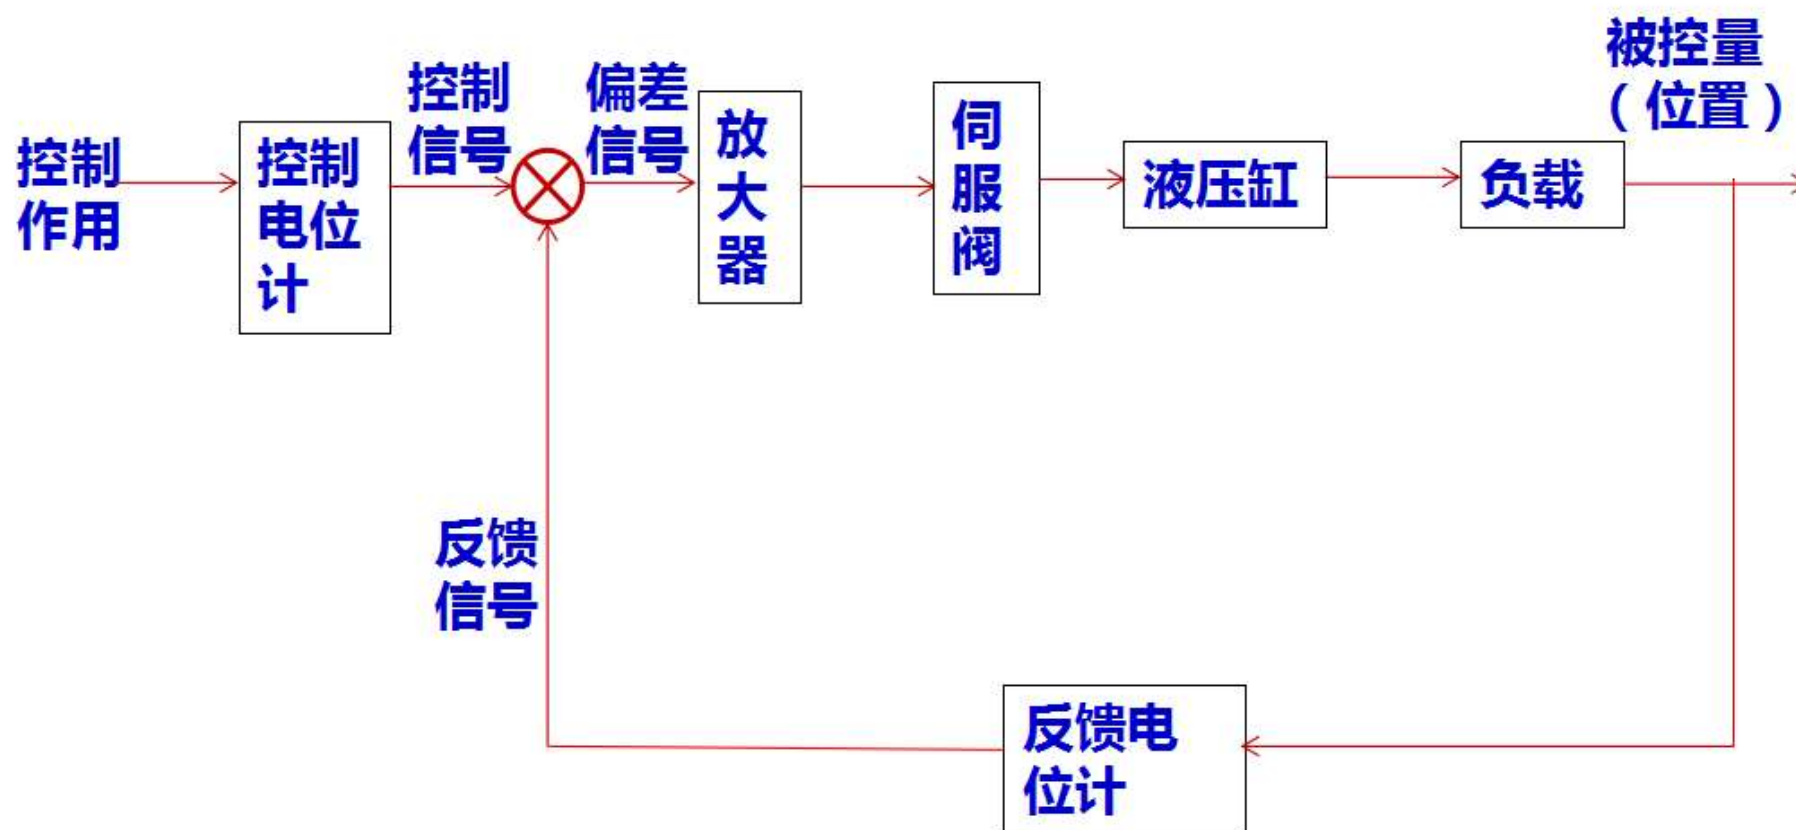 控制
作用
控制
电位
计
控制
信号
偏差
信号
放
大
器
伺
服
阀
液压缸
负载
被控量
（位置）
反馈
信号
反馈电
位计